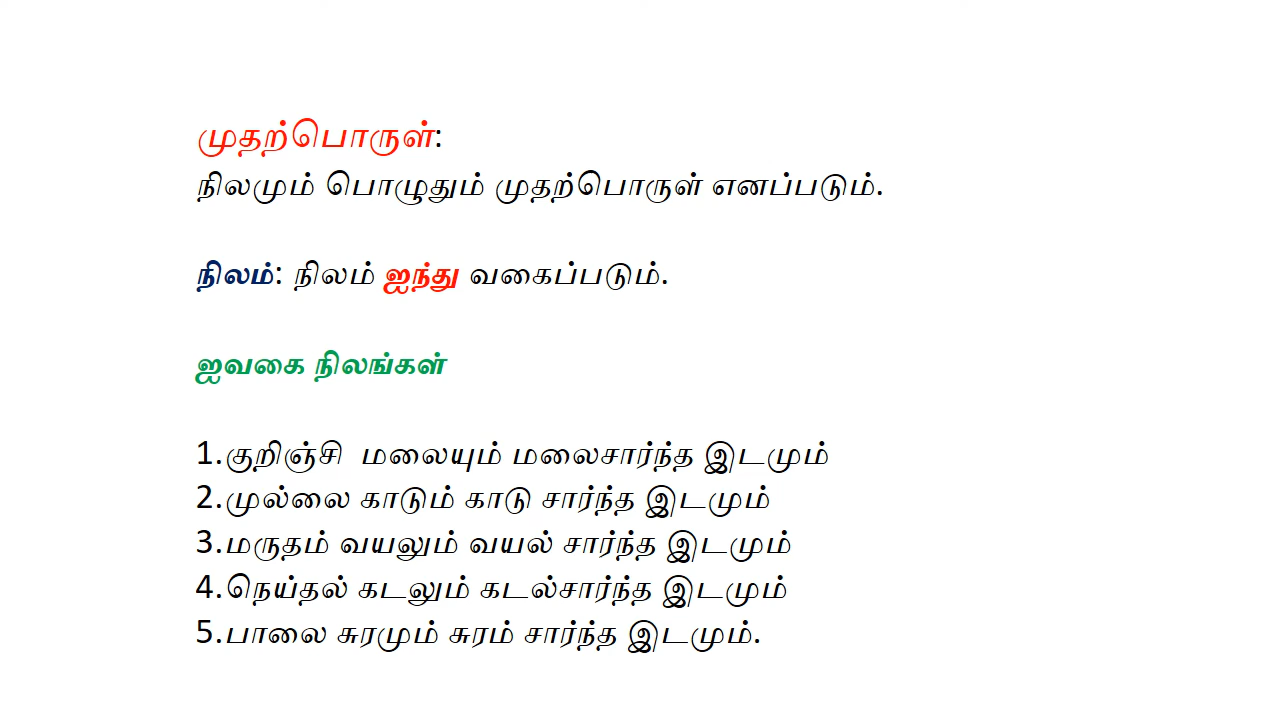 முதற்பொருள்:
நிலமும் பொழுதும் முதற்பொருள் எனப்படும்.
நிலம்: நிலம் ஐந்து வகைப்படும்.
ஐவகை நிலங்கள்
1.குறிஞ்சி  மலையும் மலைசார்ந்த இடமும்
2.முல்லை காடும் காடு சார்ந்த இடமும்
3.மருதம் வயலும் வயல் சார்ந்த இடமும்
4.நெய்தல் கடலும் கடல்சார்ந்த இடமும்
5.பாலை சுரமும் சுரம் சார்ந்த இடமும்.